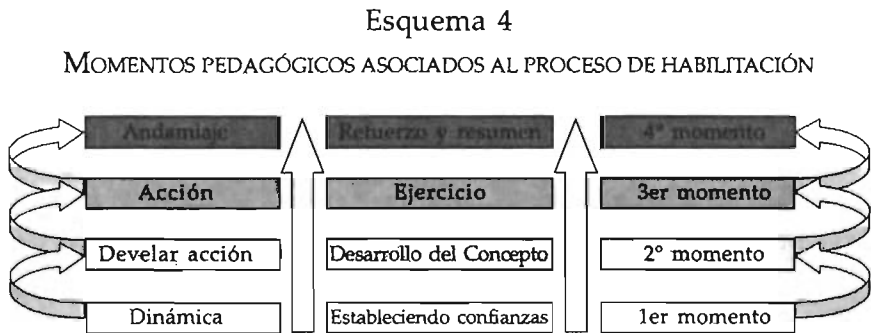 Esquema 4
MOMENTOS PEDAGÓGICOS ASOCIADOS AL PROCESO DE HABILITACIÓN
Andamiaje Refuerzo y resumen 4° momento
Acción Ejercicio 3er momento
Develar acción Desarrollo del Concepto 2° momento
Dinámica Estableciendo confianzas 1er momento